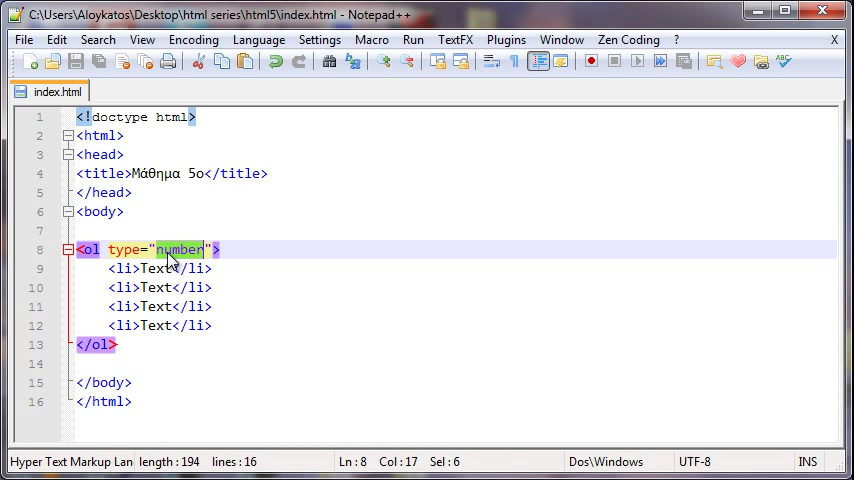 C:\Users\Aloykatos\Desktop\html series\html5\index.html - Notepad++
File Edit Search View Encoding Language Settings Macro Run TextFX Plugins Window Zen Coding ? X
index.html
1 <!doctype html>
2 <html>
3 <head>
4 <title>Μάθημα 5ο</title>
5 </head>
6 <body>
7
8 <ol type="number">
9 <li>Text</li>
10 <li>Text</li>
11 <li>Text</li>
12 <li>Text</li>
13 </ol>
14
15 </body>
16 </html>
Hyper Text Markup Lan length : 194 lines : 16 Ln : 8 Col : 17 Sel : 6 Dos\Windows UTF-8 INS